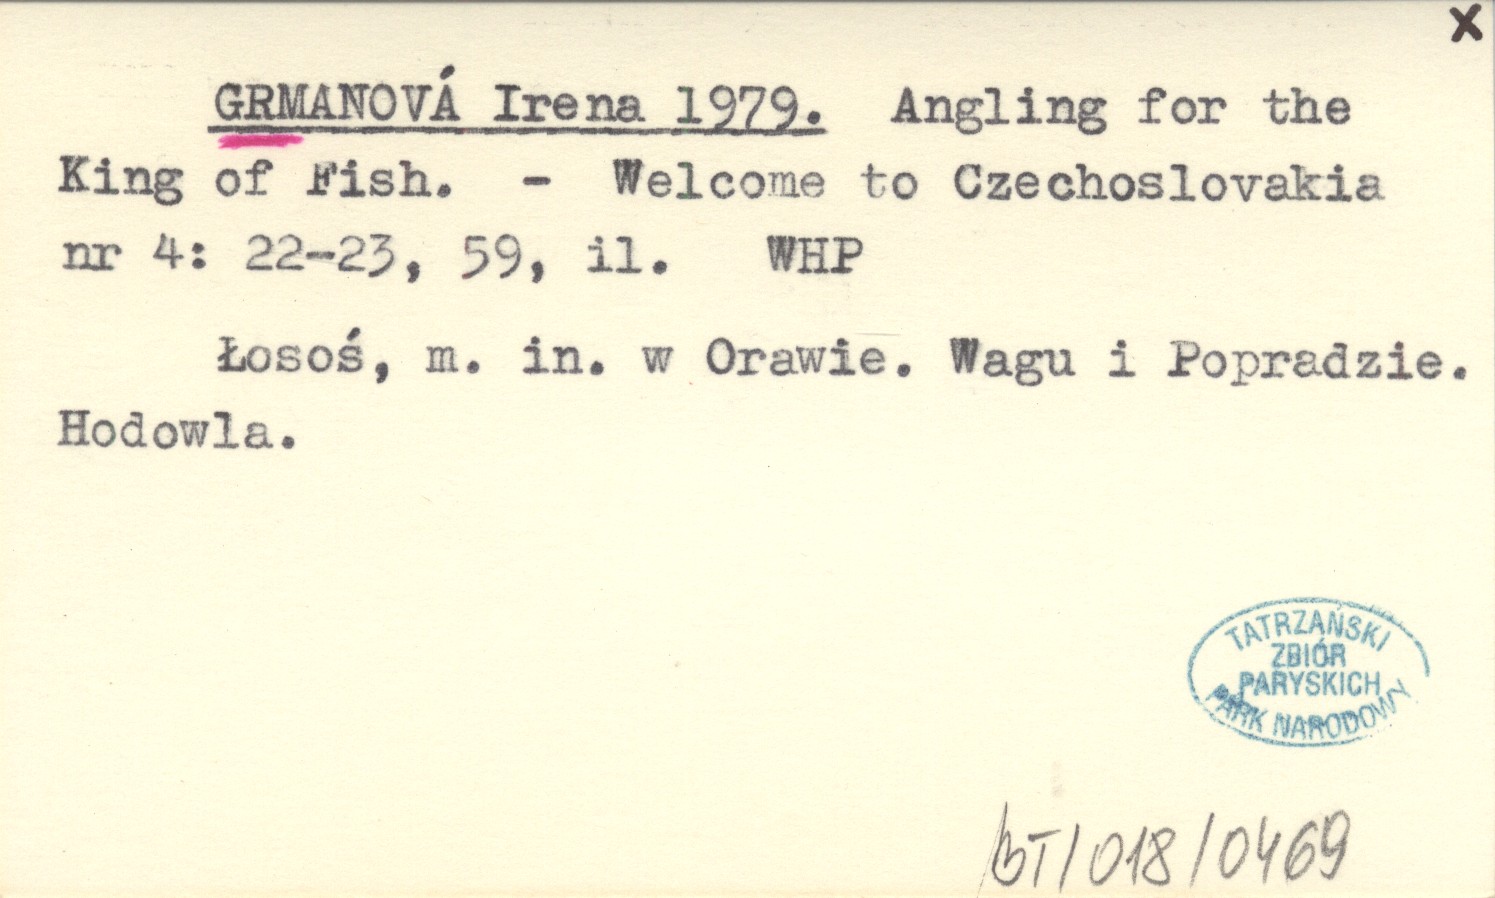 x
GRMANOVÁ Irena 1979. Angling for the
King of Fish. - Welcome to Czechoslovakia
nr 4: 22-23, 59, il. WHP
Łosoś, m. in. w Orawie. Wagu i Popradzie.
Hodowla.
TATRZAŃSKI
ZBIÓR
PARYSKICH
PARK NARODOWY
BT/018/0469